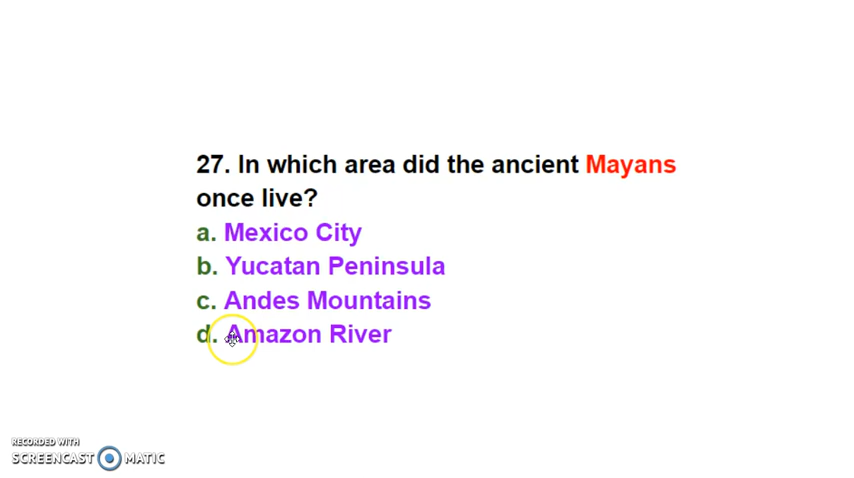 27. In which area did the ancient Mayans
once live?
a. Mexico City
b. Yucatan Peninsula
c. Andes Mountains
d. Amazon River
RECORDED WITH
SCREENCAST MATIC